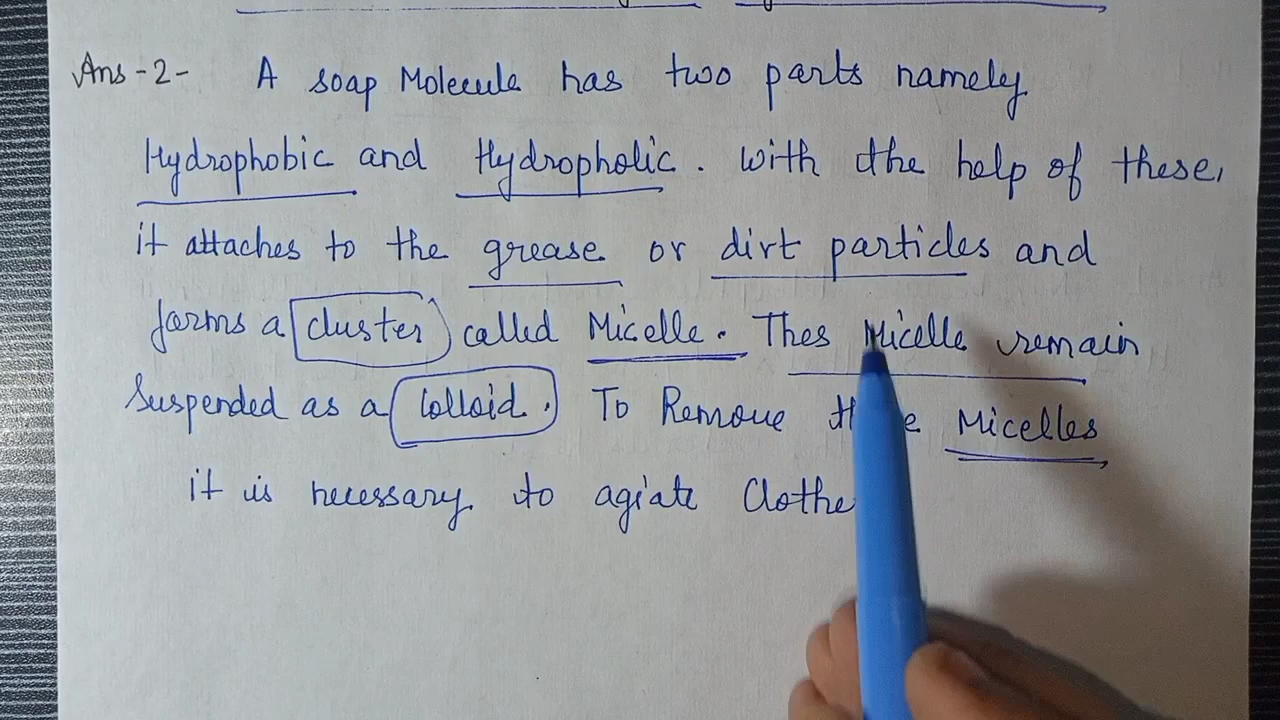 Ans-2- A soap Molecule has two parts namely
Hydrophobic and Hydropholic. With the help of these,
it attaches to the grease or dirt particles and
forms a cluster called Micelle. Thes Micelle remain
Suspended as a Colloid. To Remove Micelles
it is necessary to agiate Clothe